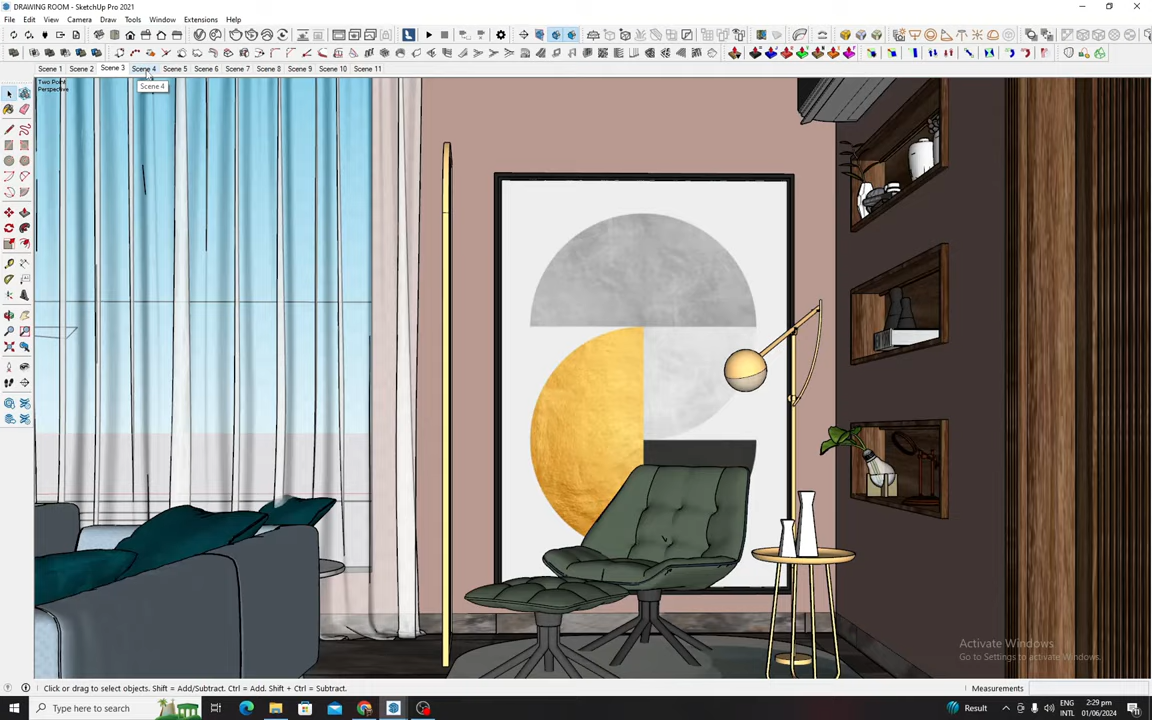 DRAWING ROOM - SketchUp Pro 2021
File Edit View Camera Draw Tools Window Extensions Help
Scene 1 Scene 2 Scene 3 Scene 4 Scene 5 Scene 6 Scene 7 Scene 8 Scene 9 Scene 10 Scene 11
Two Point
Perspective
Scene 4
Activate Windows
Go to Settings to activate Windows.
Click or drag to select objects. Shift = Add/Subtract. Ctrl = Add. Shift + Ctrl = Subtract.
Measurements
Type here to search
Result
ENG
INTL
2:29 pm
01/06/2024